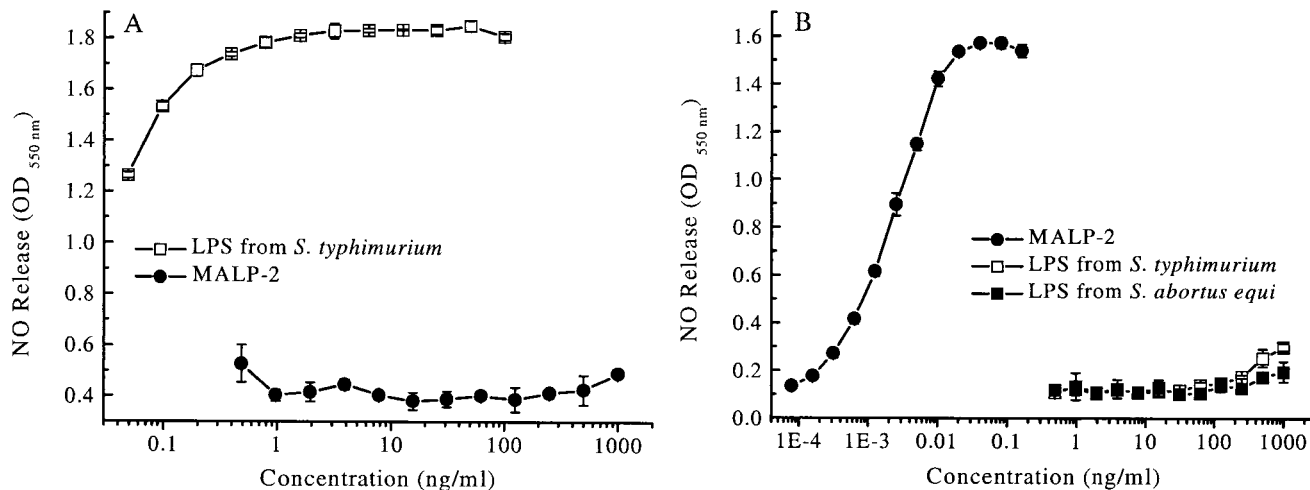 A
NO Release (OD 550 nm)
1.8
1.6
1.4
1.2
1.0
0.8
0.6
0.4
LPS from S. typhimurium
MALP-2
0.1
1
10
100
1000
Concentration (ng/ml)
B
NO Release (OD 550 nm)
1.6
1.4
1.2
1.0
0.8
0.6
0.4
0.2
0.0
MALP-2
LPS from S. typhimurium
LPS from S. abortus equi
1E-4
1E-3
0.01
0.1
1
10
100
1000
Concentration (ng/ml)